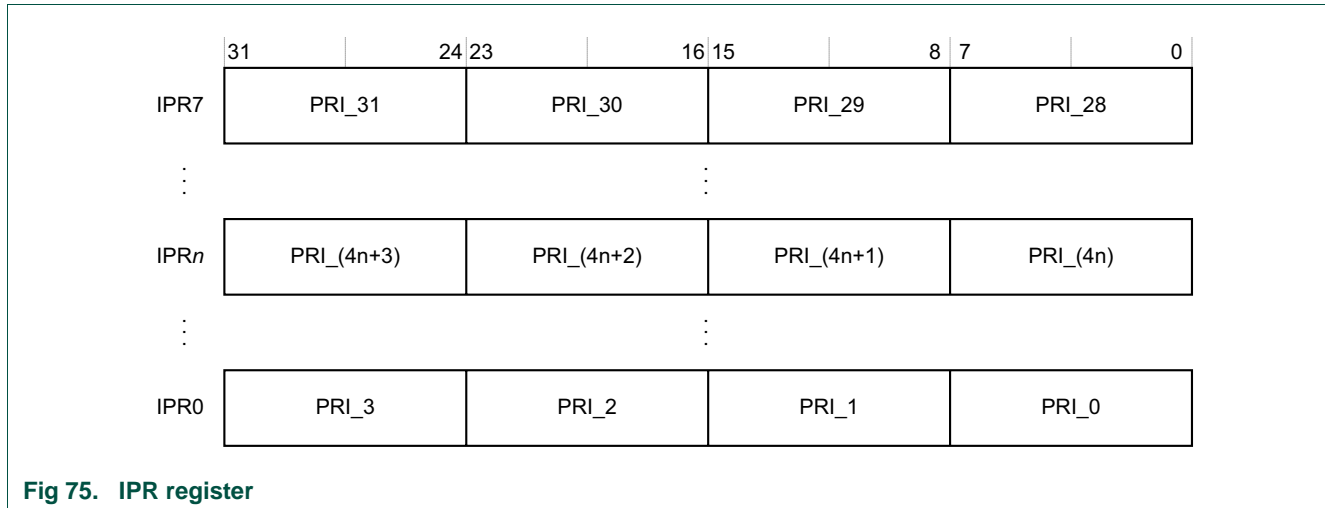 31 24 23 16 15 8 7 0
IPR7 PRI_31 PRI_30 PRI_29 PRI_28
IPRn PRI_(4n+3) PRI_(4n+2) PRI_(4n+1) PRI_(4n)
IPR0 PRI_3 PRI_2 PRI_1 PRI_0
Fig 75. IPR register